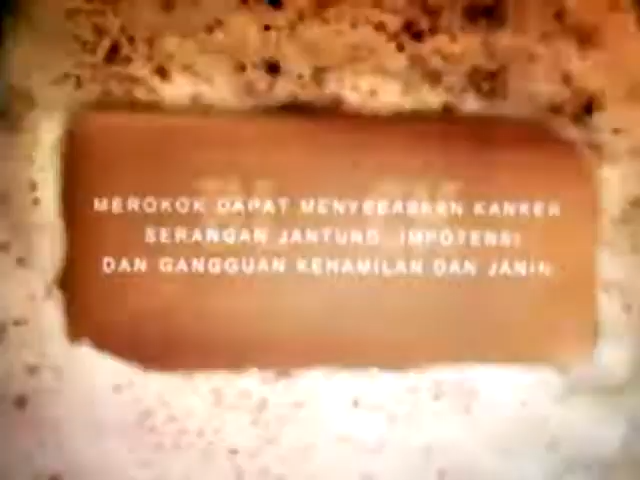 MEROKOK DAPAT MENYEBABKAN KANKER
SERANGAN JANTUNG, IMPOTENSI
DAN GANGGUAN KEHAMILAN DAN JANIN